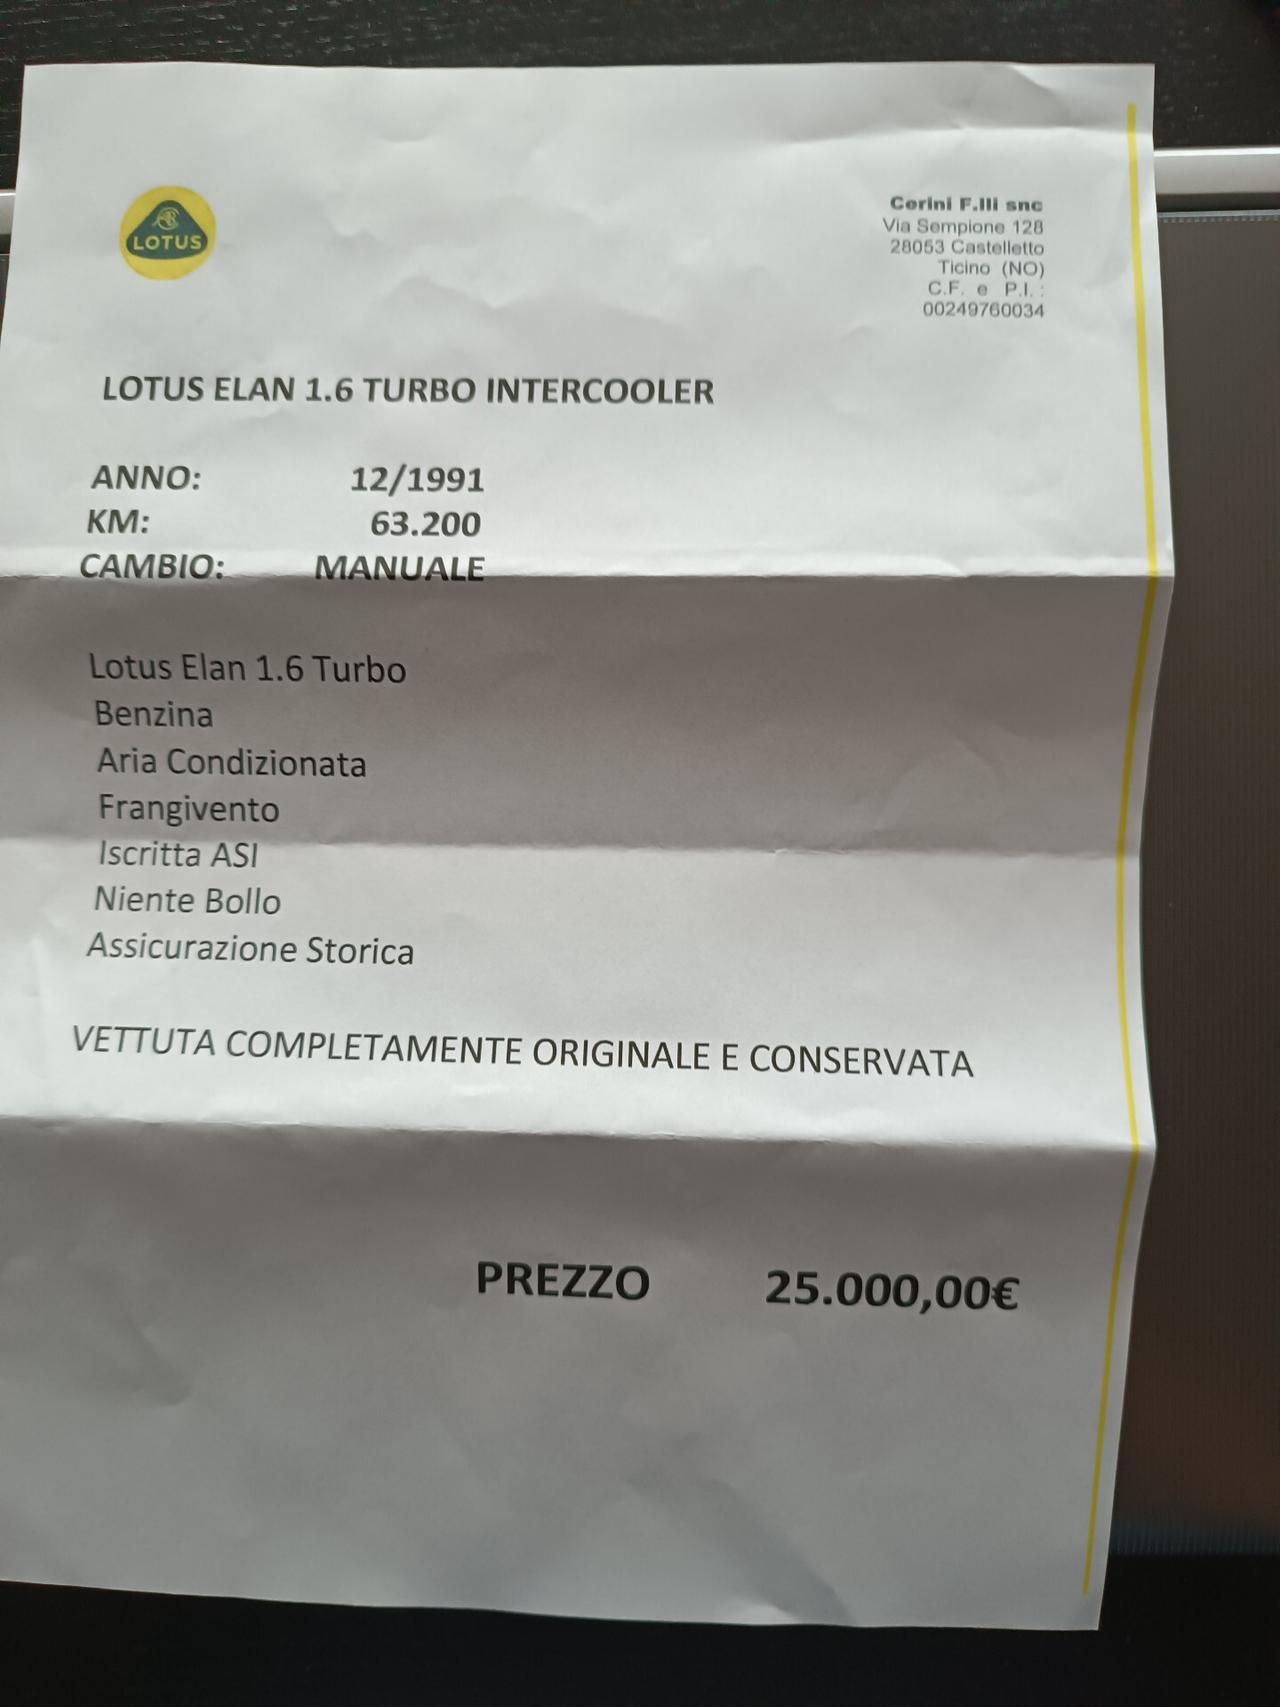 LOTUS
Cerini F.lli snc
Via Sempione 128
28053 Castelletto
Ticino (NO)
C.F. e P.I. :
00249760034
LOTUS ELAN 1.6 TURBO INTERCOOLER
ANNO: 12/1991
KM: 63.200
CAMBIO: MANUALE
Lotus Elan 1.6 Turbo
Benzina
Aria Condizionata
Frangivento
Iscritta ASI
Niente Bollo
Assicurazione Storica
VETTUTA COMPLETAMENTE ORIGINALE E CONSERVATA
PREZZO 25.000,00€